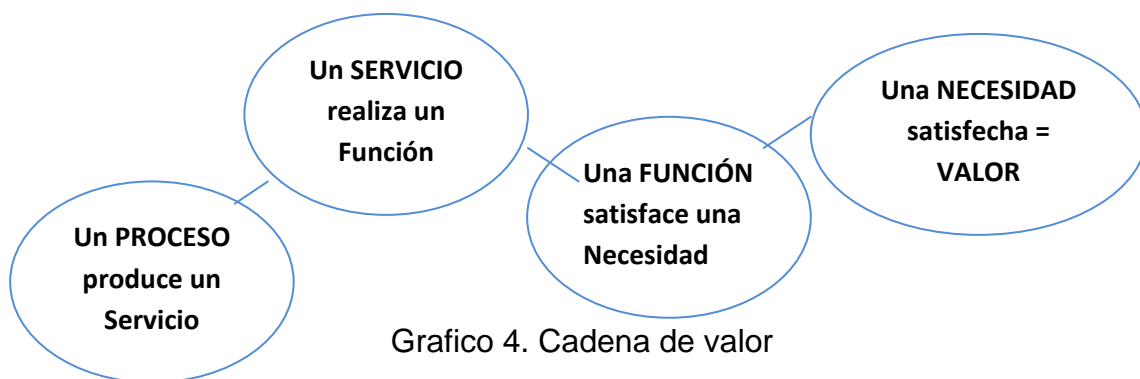 Un PROCESO
produce un
Servicio
Un SERVICIO
realiza un
Función
Una FUNCIÓN
satisface una
Necesidad
Una NECESIDAD
satisfecha =
VALOR
Grafico 4. Cadena de valor